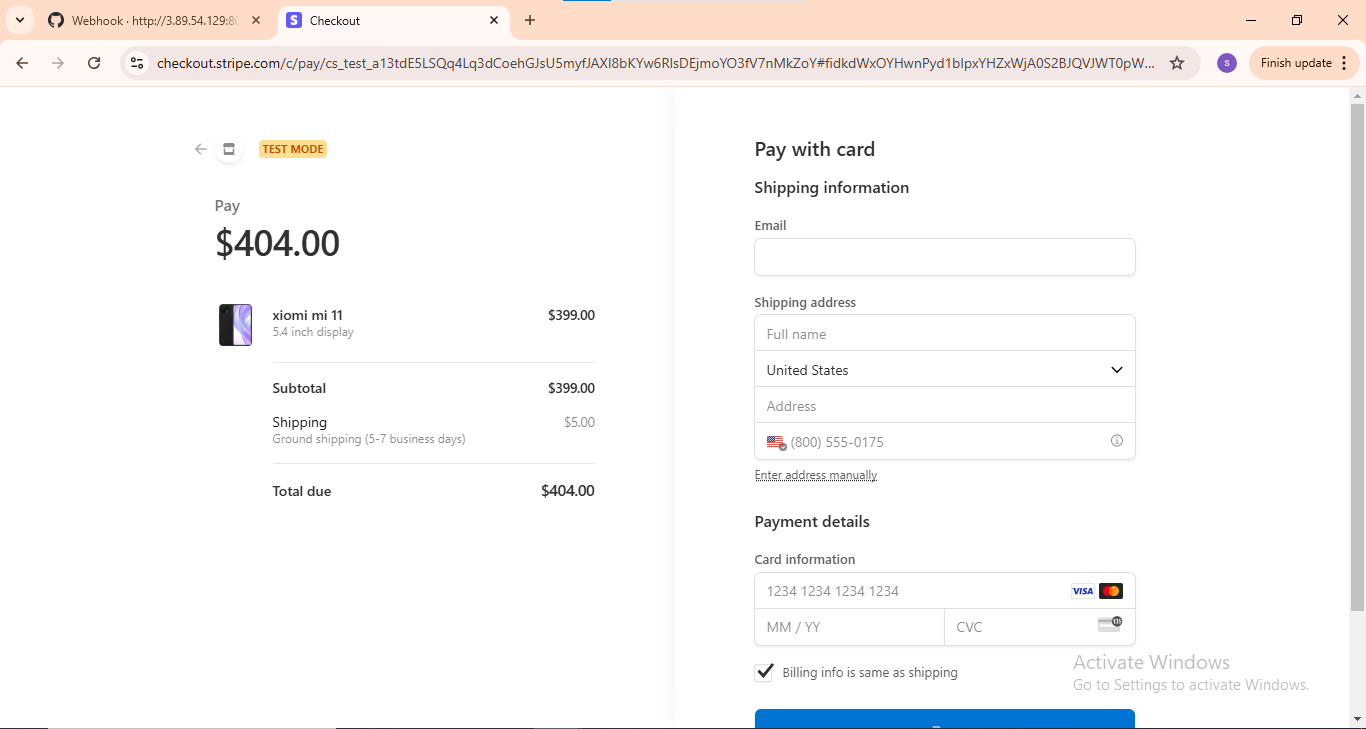 Webhook · http://3.89.54.129:80
Checkout
checkout.stripe.com/c/pay/cs_test_a13tdE5LSQq4Lq3dCoehGJsU5myfJAXI8bKYw6RlsDEjmoYO3fV7nMkZoY#fidkdWxOYHwnPyd1blpxYHZxWjA0S2BJQVJWT0pW...
S
Finish update
TEST MODE
Pay
$404.00
xiomi mi 11 $399.00
5.4 inch display
Subtotal $399.00
Shipping $5.00
Ground shipping (5-7 business days)
Total due $404.00
Pay with card
Shipping information
Email
Shipping address
Full name
United States
Address
(800) 555-0175
Enter address manually
Payment details
Card information
1234 1234 1234 1234 VISA
MM / YY CVC
135
Billing info is same as shipping
Activate Windows
Go to Settings to activate Windows.